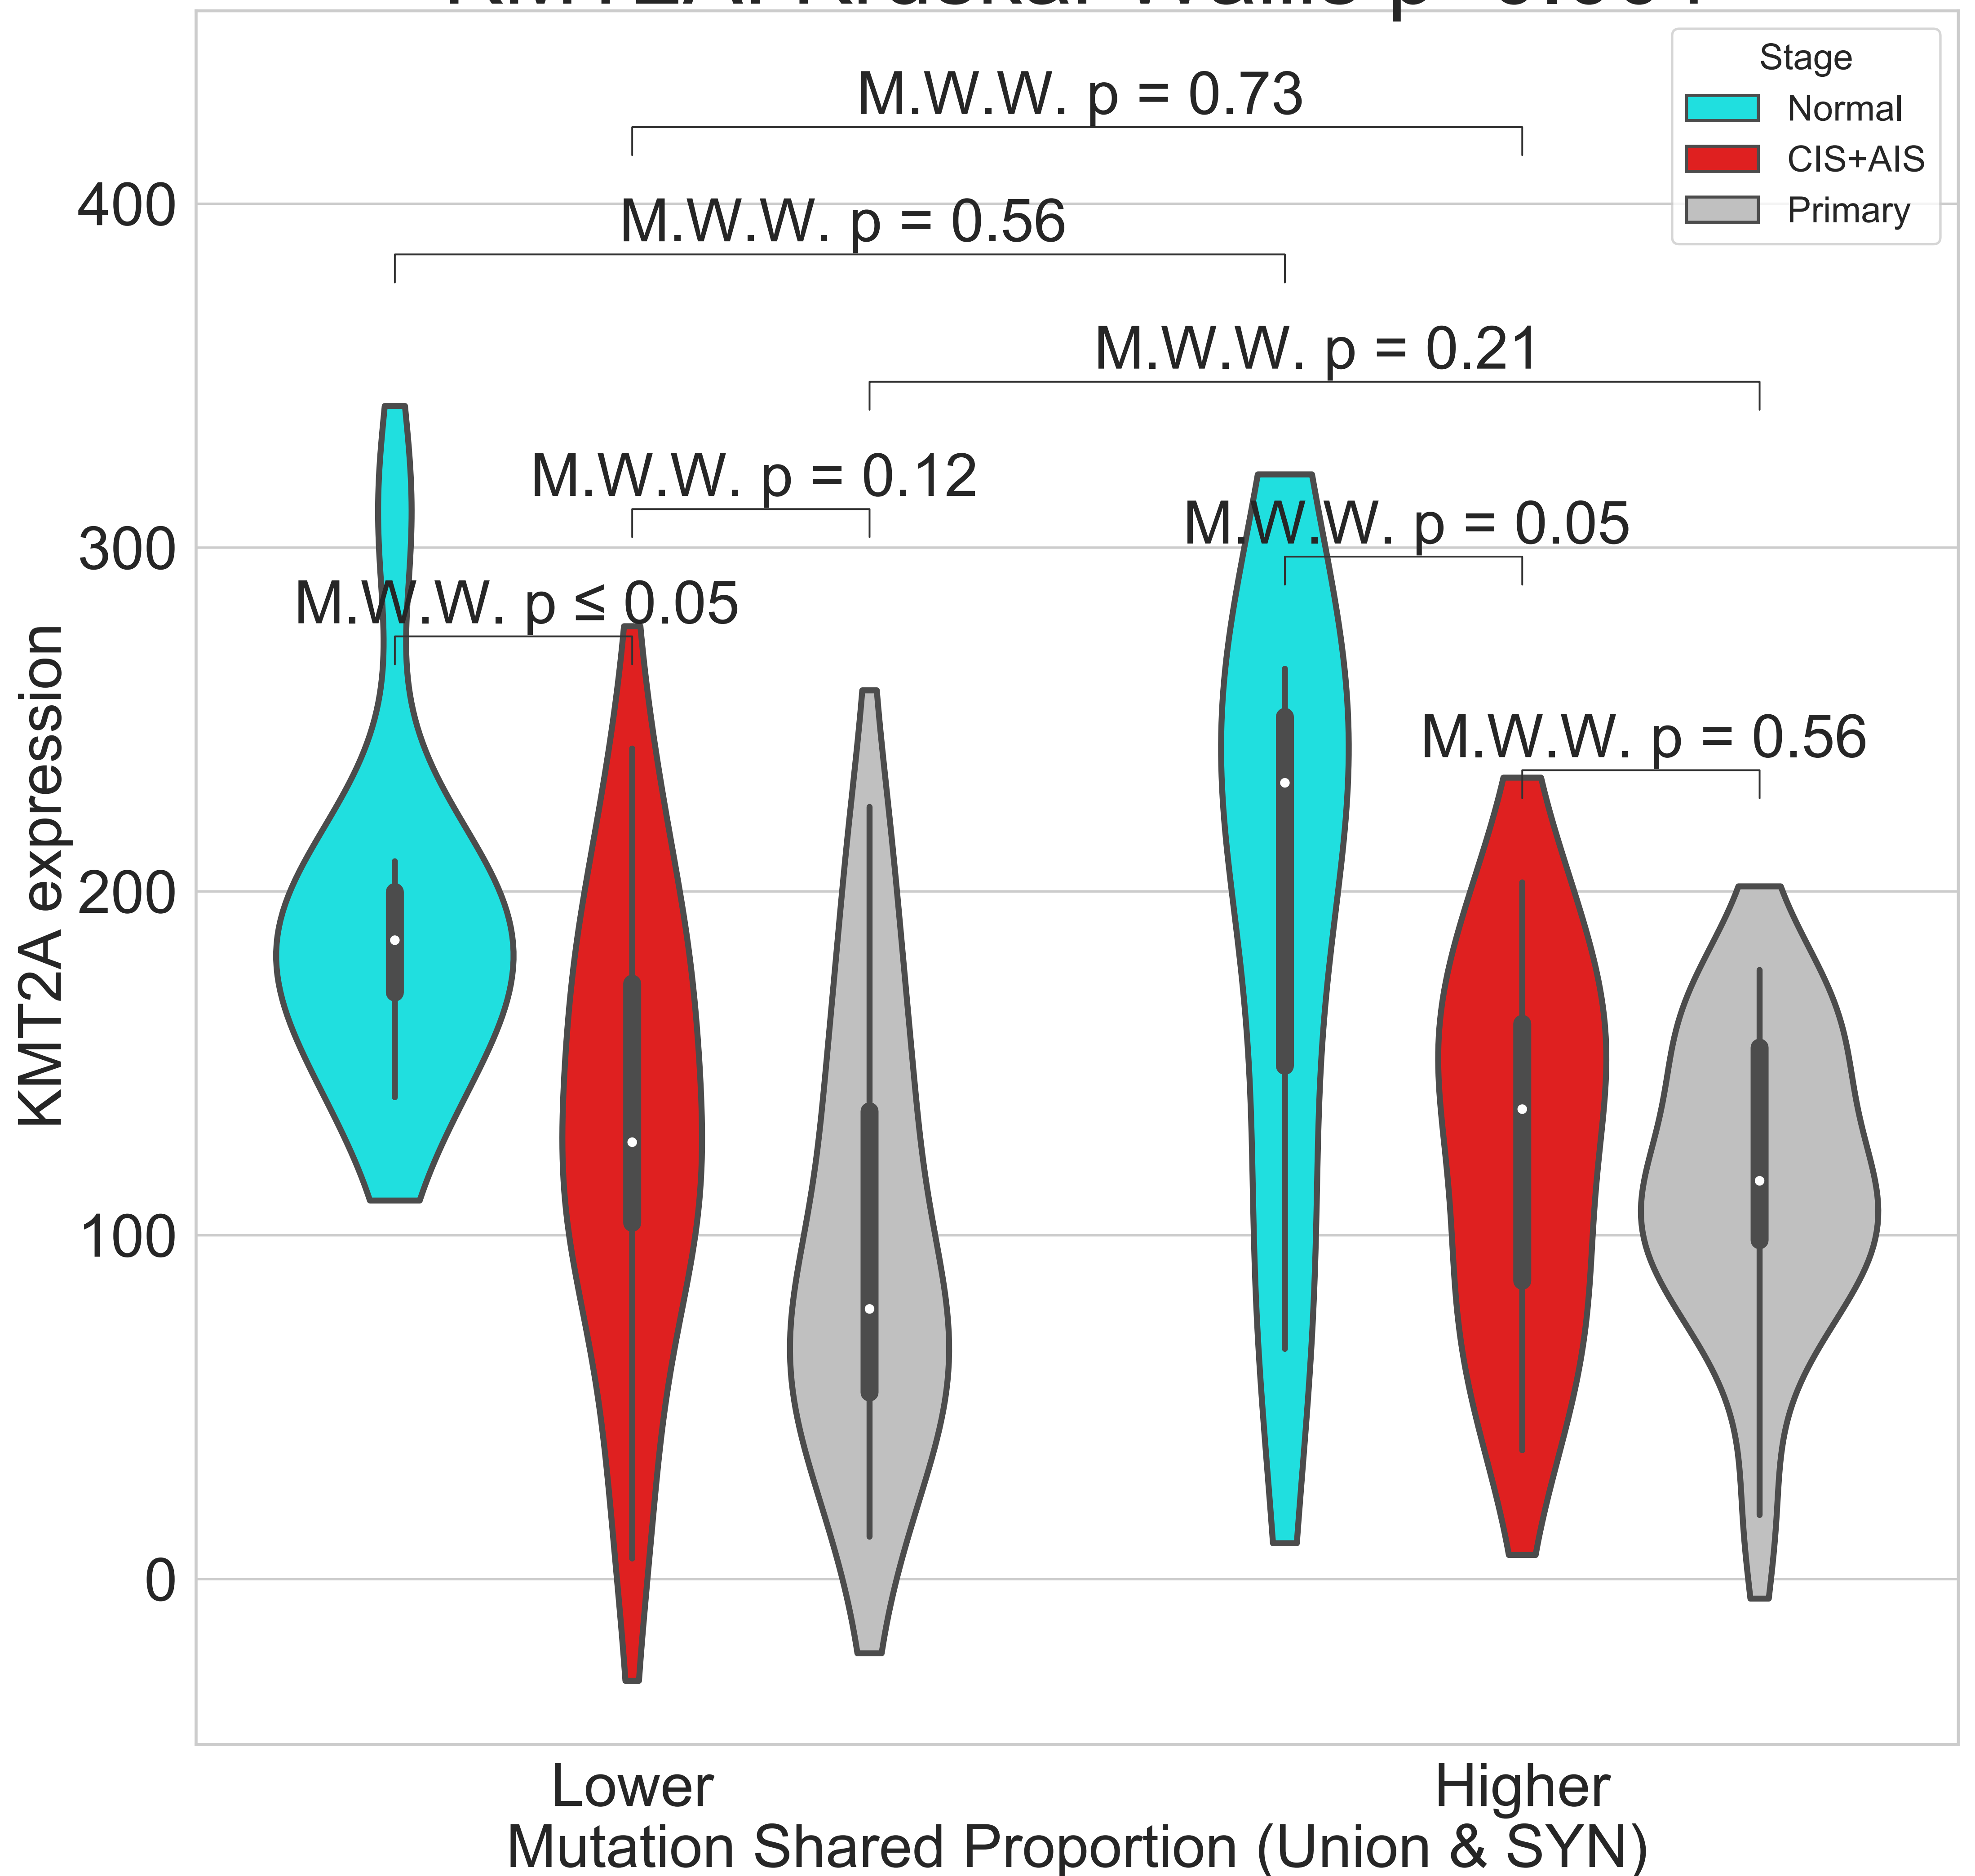 Stage
Normal
CIS+AIS
Primary
M.W.W. p = 0.73
M.W.W. p = 0.56
M.W.W. p = 0.21
M.W.W. p = 0.12
M.W.W. p = 0.05
M.W.W. p ≤ 0.05
M.W.W. p = 0.56
400
300
200
100
0
KMT2A expression
Lower
Higher
Mutation Shared Proportion (Union & SYN)